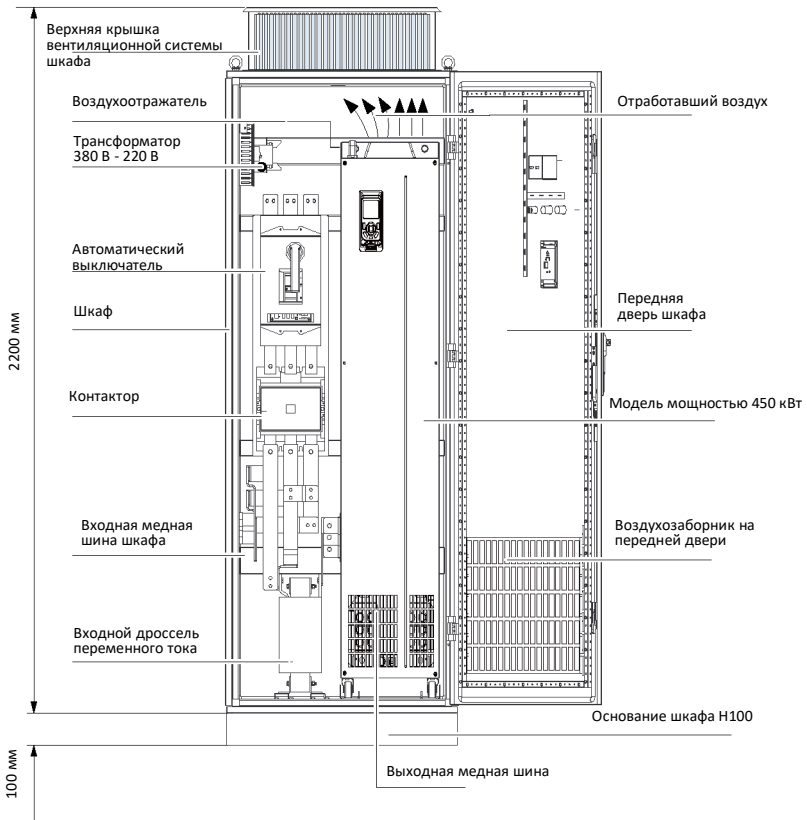 Верхняя крышка
вентиляционной системы
шкафа
Воздухоотражатель
Отработавший воздух
Трансформатор
380 В - 220 В
Автоматический
выключатель
Шкаф
Передняя
дверь шкафа
2200 мм
Контактор
Модель мощностью 450 кВт
Входная медная
шина шкафа
Воздухозаборник на
передней двери
Входной дроссель
переменного тока
Основание шкафа H100
100 мм
Выходная медная шина